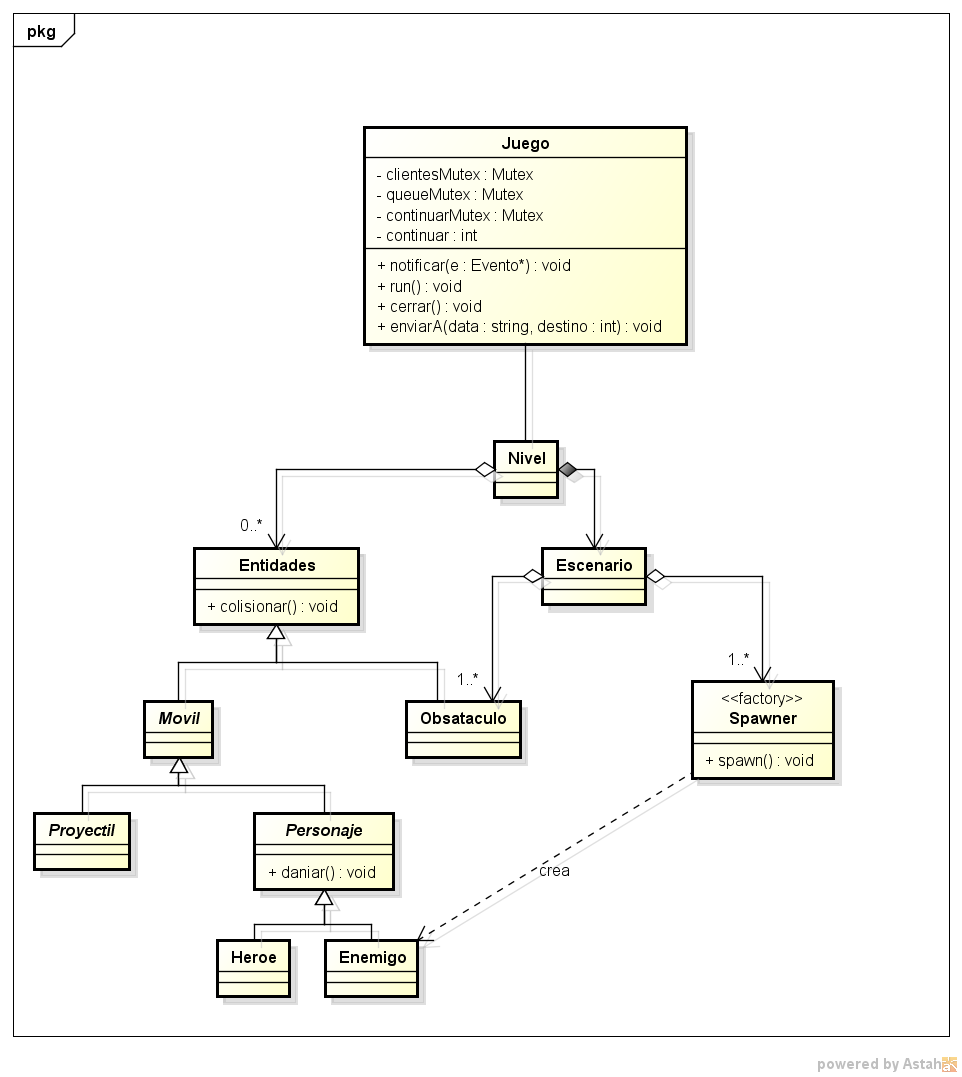 pkg
Juego
- clientesMutex : Mutex
- queueMutex : Mutex
- continuarMutex : Mutex
- continuar : int
+ notificar(e : Evento*) : void
+ run() : void
+ cerrar() : void
+ enviarA(data : string, destino : int) : void
Nivel
0..*
Entidades
+ colisionar() : void
Escenario
1..*
1..*
Movil
Obsataculo
<<factory>>
Spawner
+ spawn() : void
Proyectil
Personaje
+ daniar() : void
crea
Heroe
Enemigo
powered by Astah